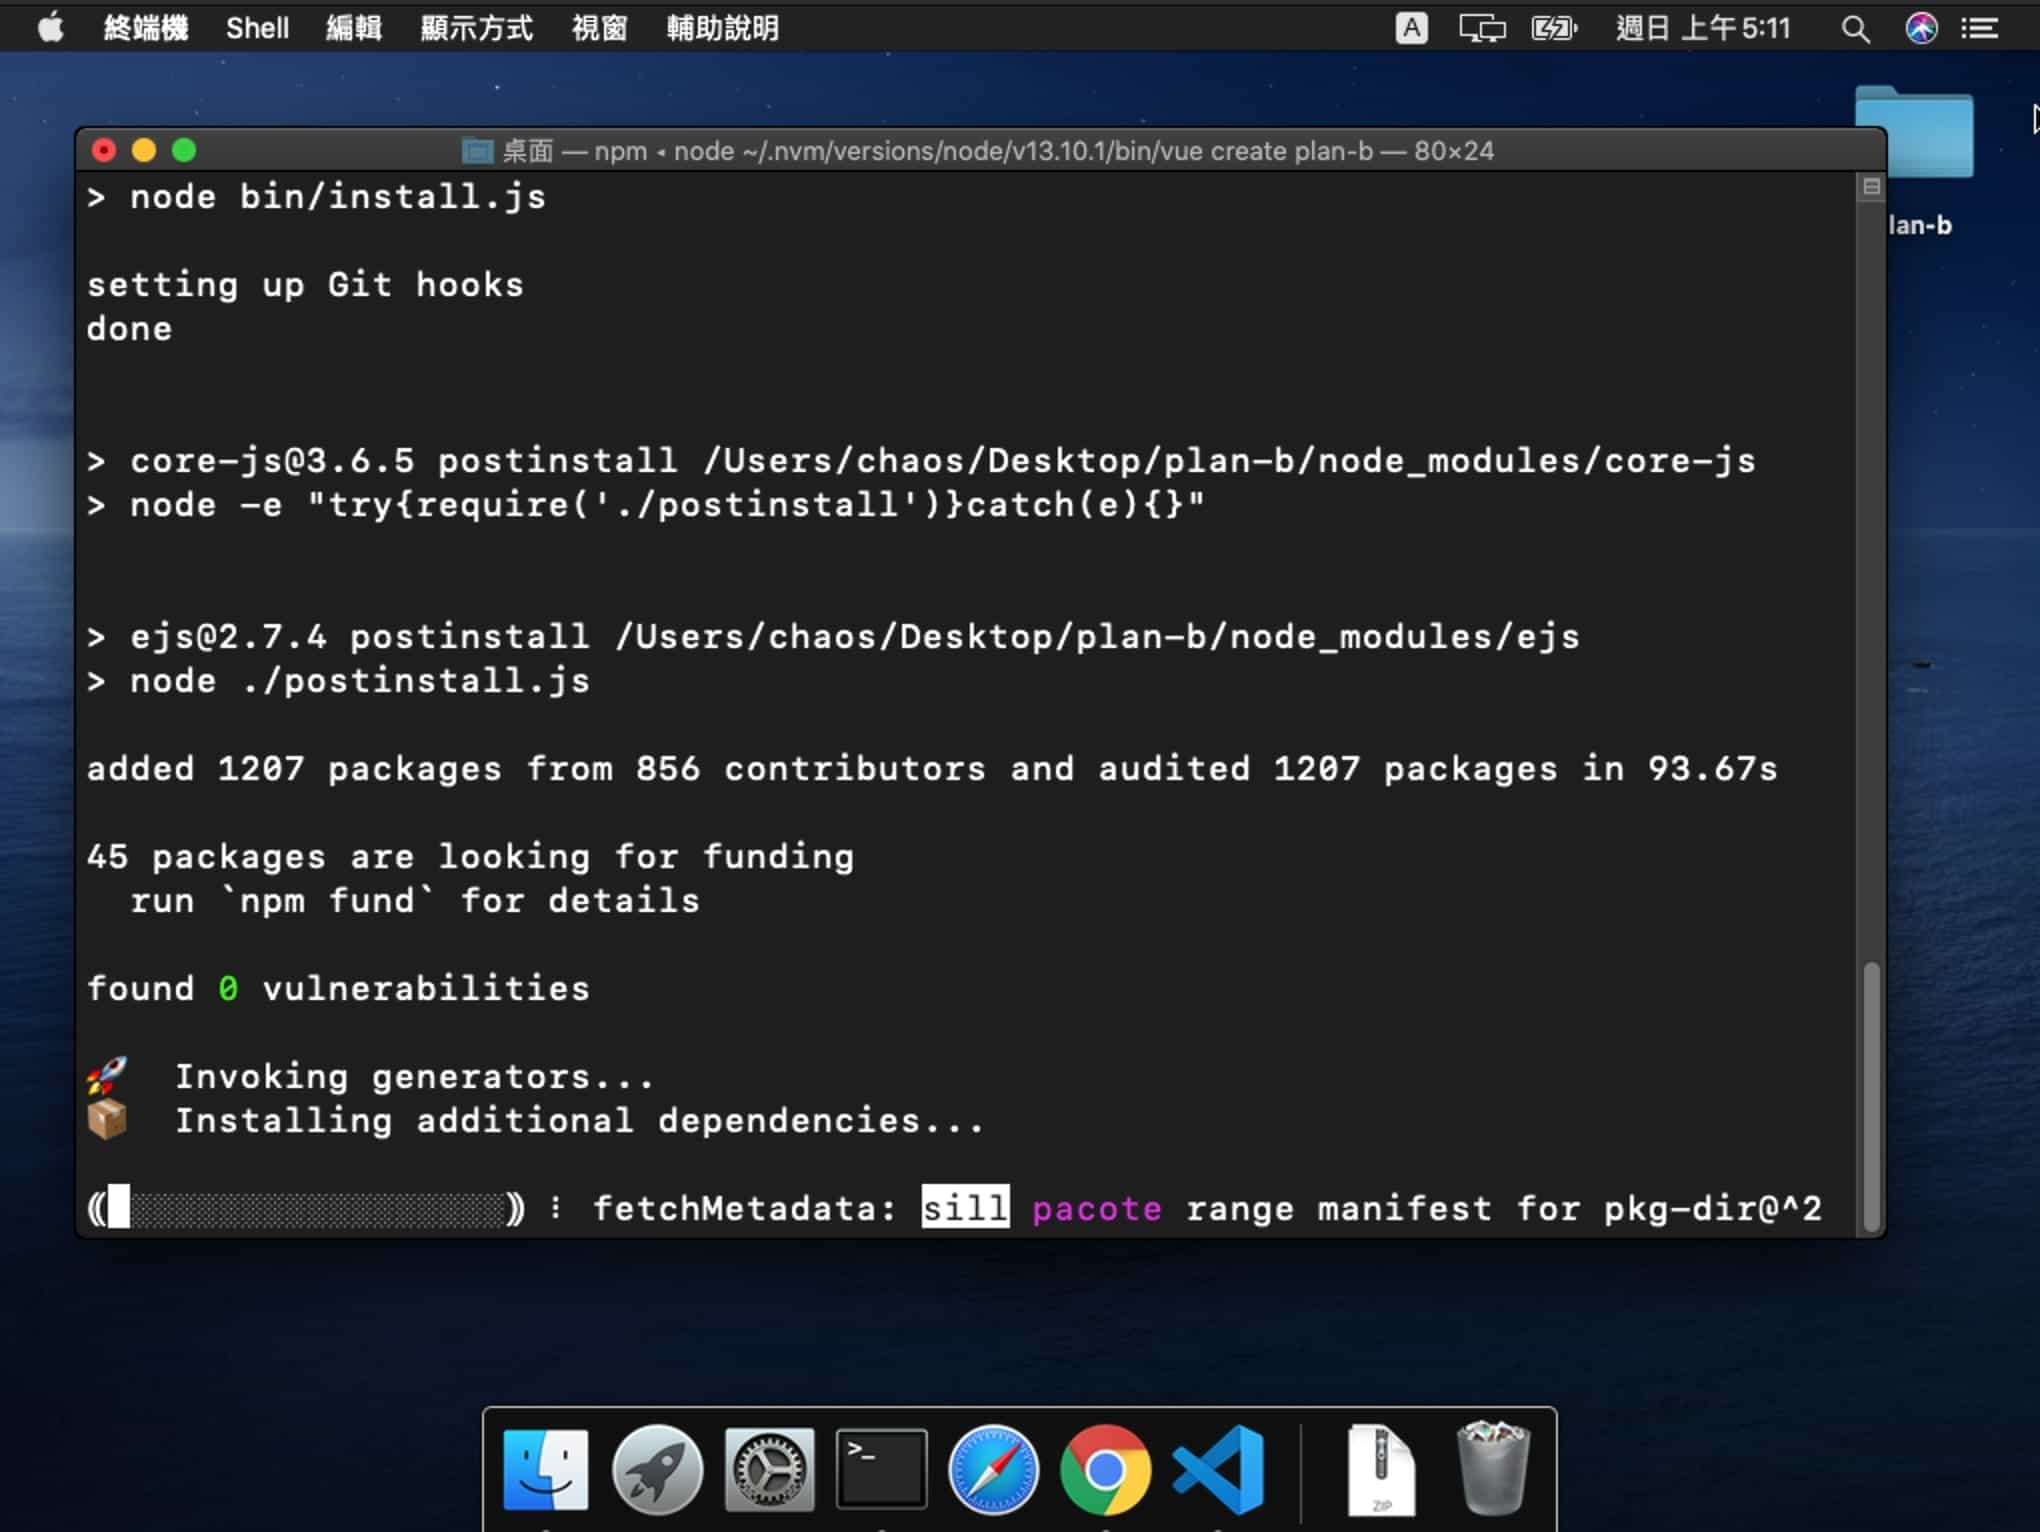 終端機 Shell 編輯 顯示方式 視窗 輔助說明 A 週日 上午5:11
桌面 — npm ◂ node ~/.nvm/versions/node/v13.10.1/bin/vue create plan-b — 80×24
> node bin/install.js
lan-b
setting up Git hooks
done
> core-js@3.6.5 postinstall /Users/chaos/Desktop/plan-b/node_modules/core-js
> node -e "try{require('./postinstall')}catch(e){}"
> ejs@2.7.4 postinstall /Users/chaos/Desktop/plan-b/node_modules/ejs
> node ./postinstall.js
added 1207 packages from 856 contributors and audited 1207 packages in 93.67s
45 packages are looking for funding
run `npm fund` for details
found 0 vulnerabilities
🚀 Invoking generators...
📦 Installing additional dependencies...
⸨░░░░░░░░░░░░░░░░░⸩ ⠸ fetchMetadata: sill pacote range manifest for pkg-dir@^2
>_
ZIP